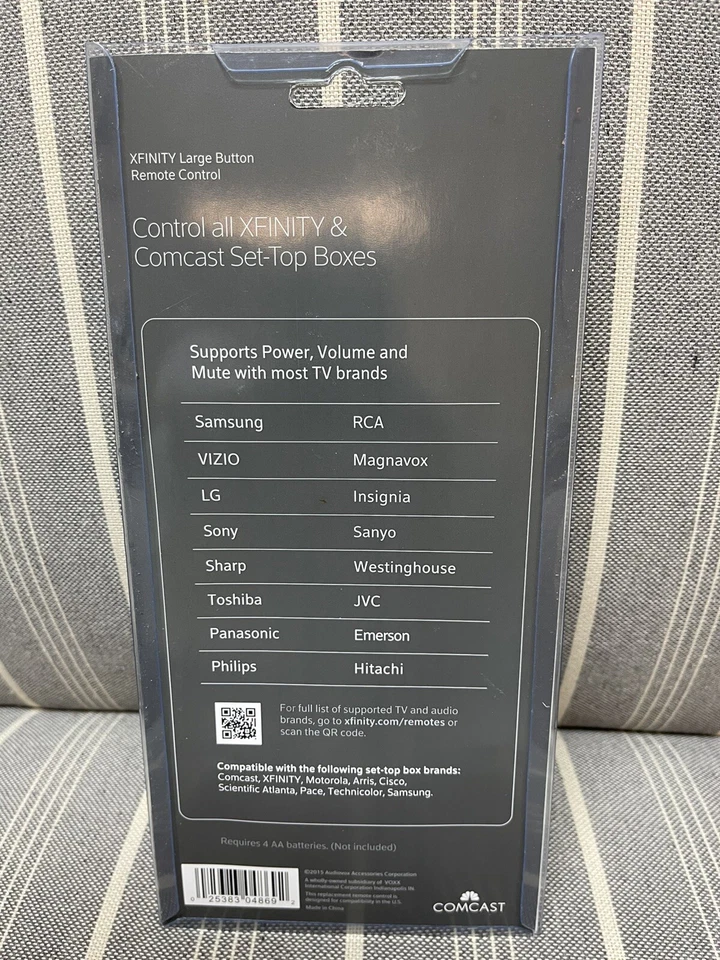 XFINITY Large Button
Remote Control
Control all XFINITY &
Comcast Set-Top Boxes
Supports Power, Volume and
Mute with most TV brands
Samsung RCA
VIZIO Magnavox
LG Insignia
Sony Sanyo
Sharp Westinghouse
Toshiba JVC
Panasonic Emerson
Philips Hitachi
For full list of supported TV and audio
brands, go to xfinity.com/remotes or
scan the QR code.
Compatible with the following set-top box brands:
Comcast, XFINITY, Motorola, Arris, Cisco,
Scientific Atlanta, Pace, Technicolor, Samsung.
Requires 4 AA batteries. (Not included)
©2015 Audiovox Accessories Corporation
A wholly-owned subsidiary of VOXX
International Corporation Indianapolis IN.
This replacement remote control is
designed for compatibility in the U.S.
Made in China
0 25383 04869 2
COMCAST